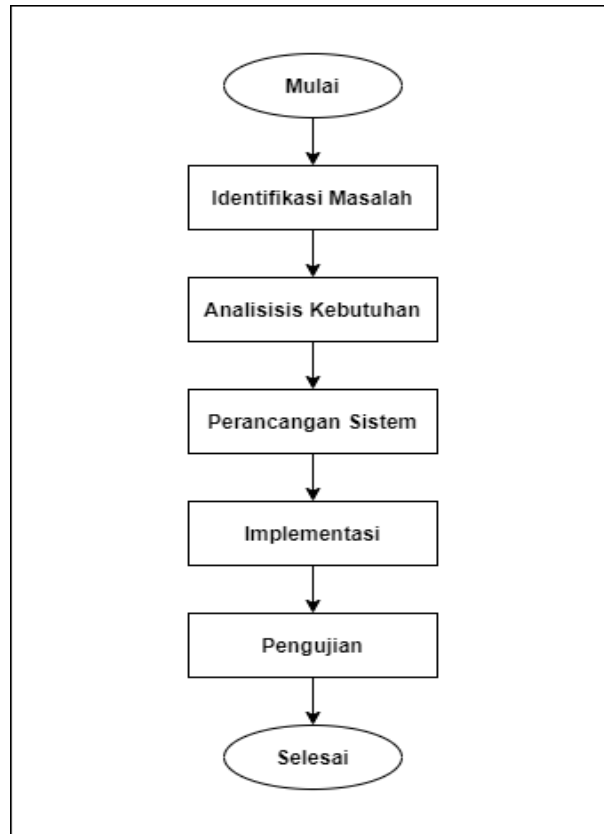 Mulai
Identifikasi Masalah
Analisisis Kebutuhan
Perancangan Sistem
Implementasi
Pengujian
Selesai